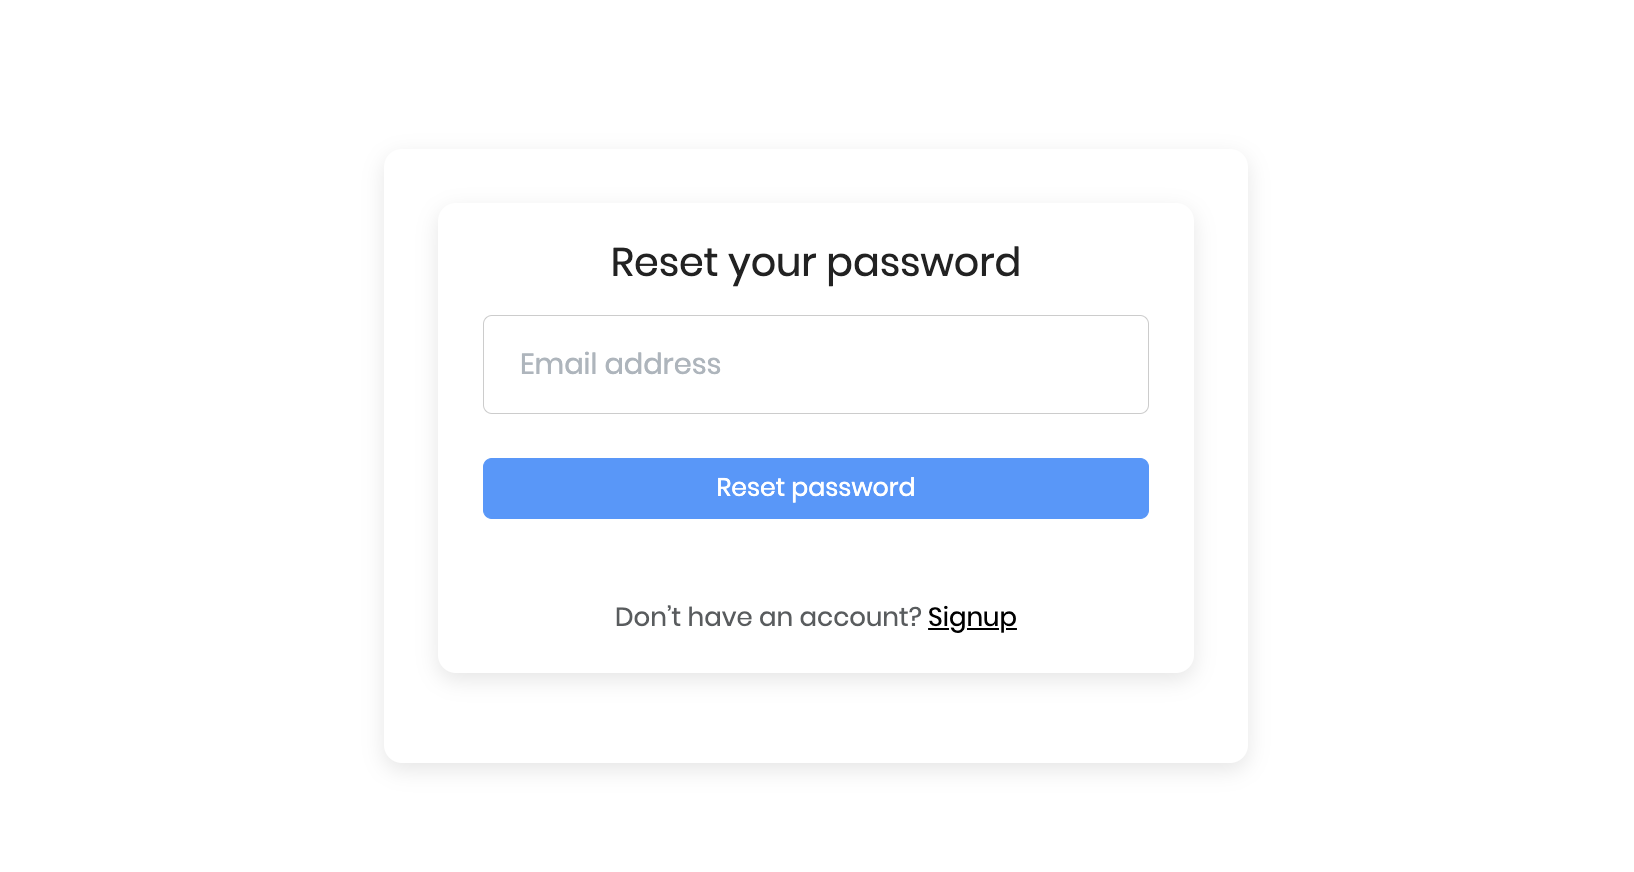 Reset your password
Email address
Reset password
Don't have an account? Signup